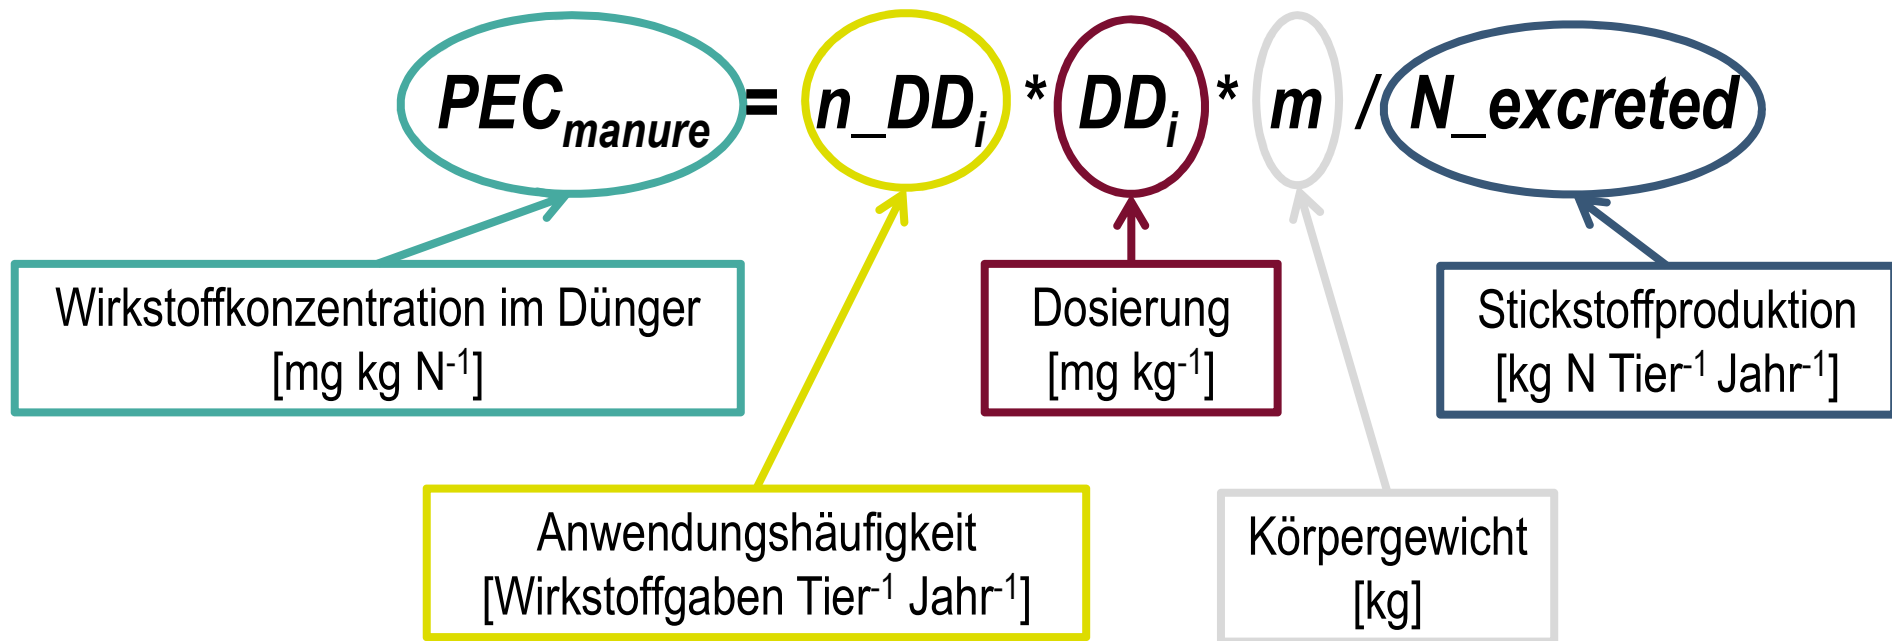 PECmanure = n_DDi * DDi * m / N_excreted
Wirkstoffkonzentration im Dünger
[mg kg N-1]
Dosierung
[mg kg-1]
Stickstoffproduktion
[kg N Tier-1 Jahr-1]
Anwendungshäufigkeit
[Wirkstoffgaben Tier-1 Jahr-1]
Körpergewicht
[kg]